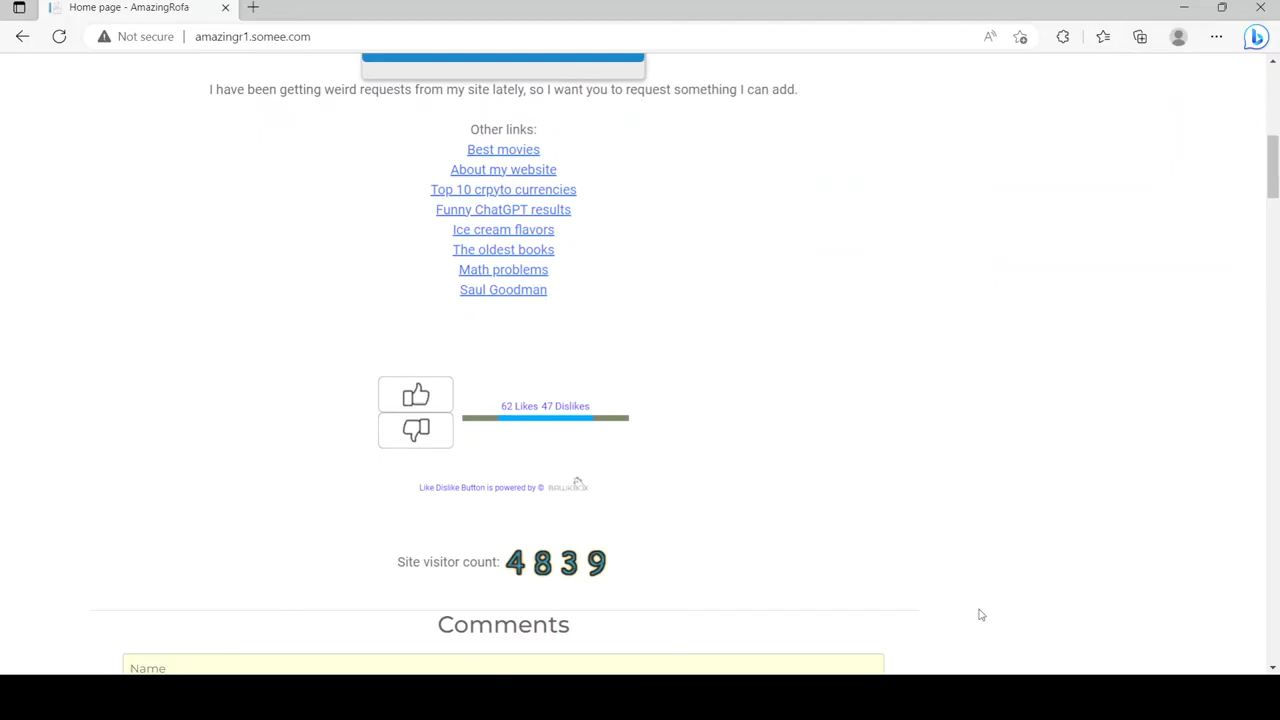 Home page - AmazingRofa
Not secure
amazingr1.somee.com
I have been getting weird requests from my site lately, so I want you to request something I can add.
Other links:
Best movies
About my website
Top 10 crpyto currencies
Funny ChatGPT results
Ice cream flavors
The oldest books
Math problems
Saul Goodman
62 Likes 47 Dislikes
Like Dislike Button is powered by © BAWKBOX
Site visitor count: 4839
Comments
Name